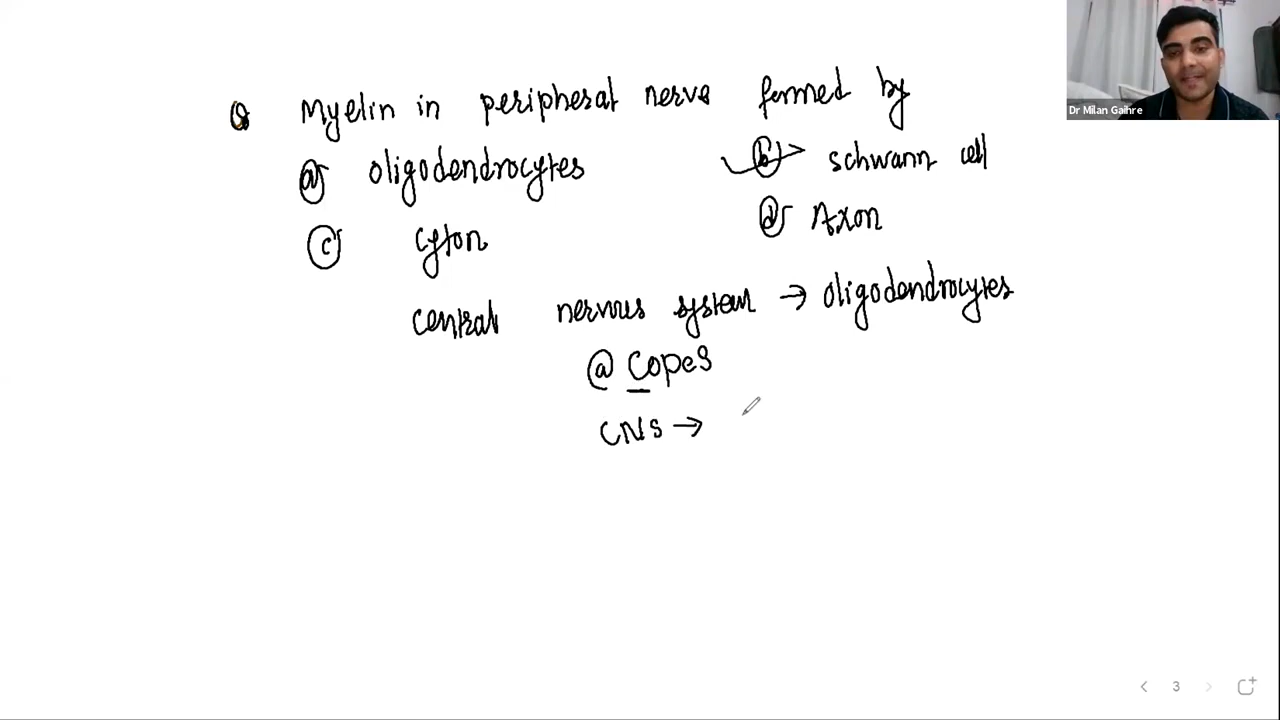 Q Myelin in peripheral nerve formed by
(a) oligodendrocytes (b) schwann cell
(c) cyton (d) Axon
central nervous system → oligodendrocytes
@ COPES
CNS →
Dr Milan Gaihre
3